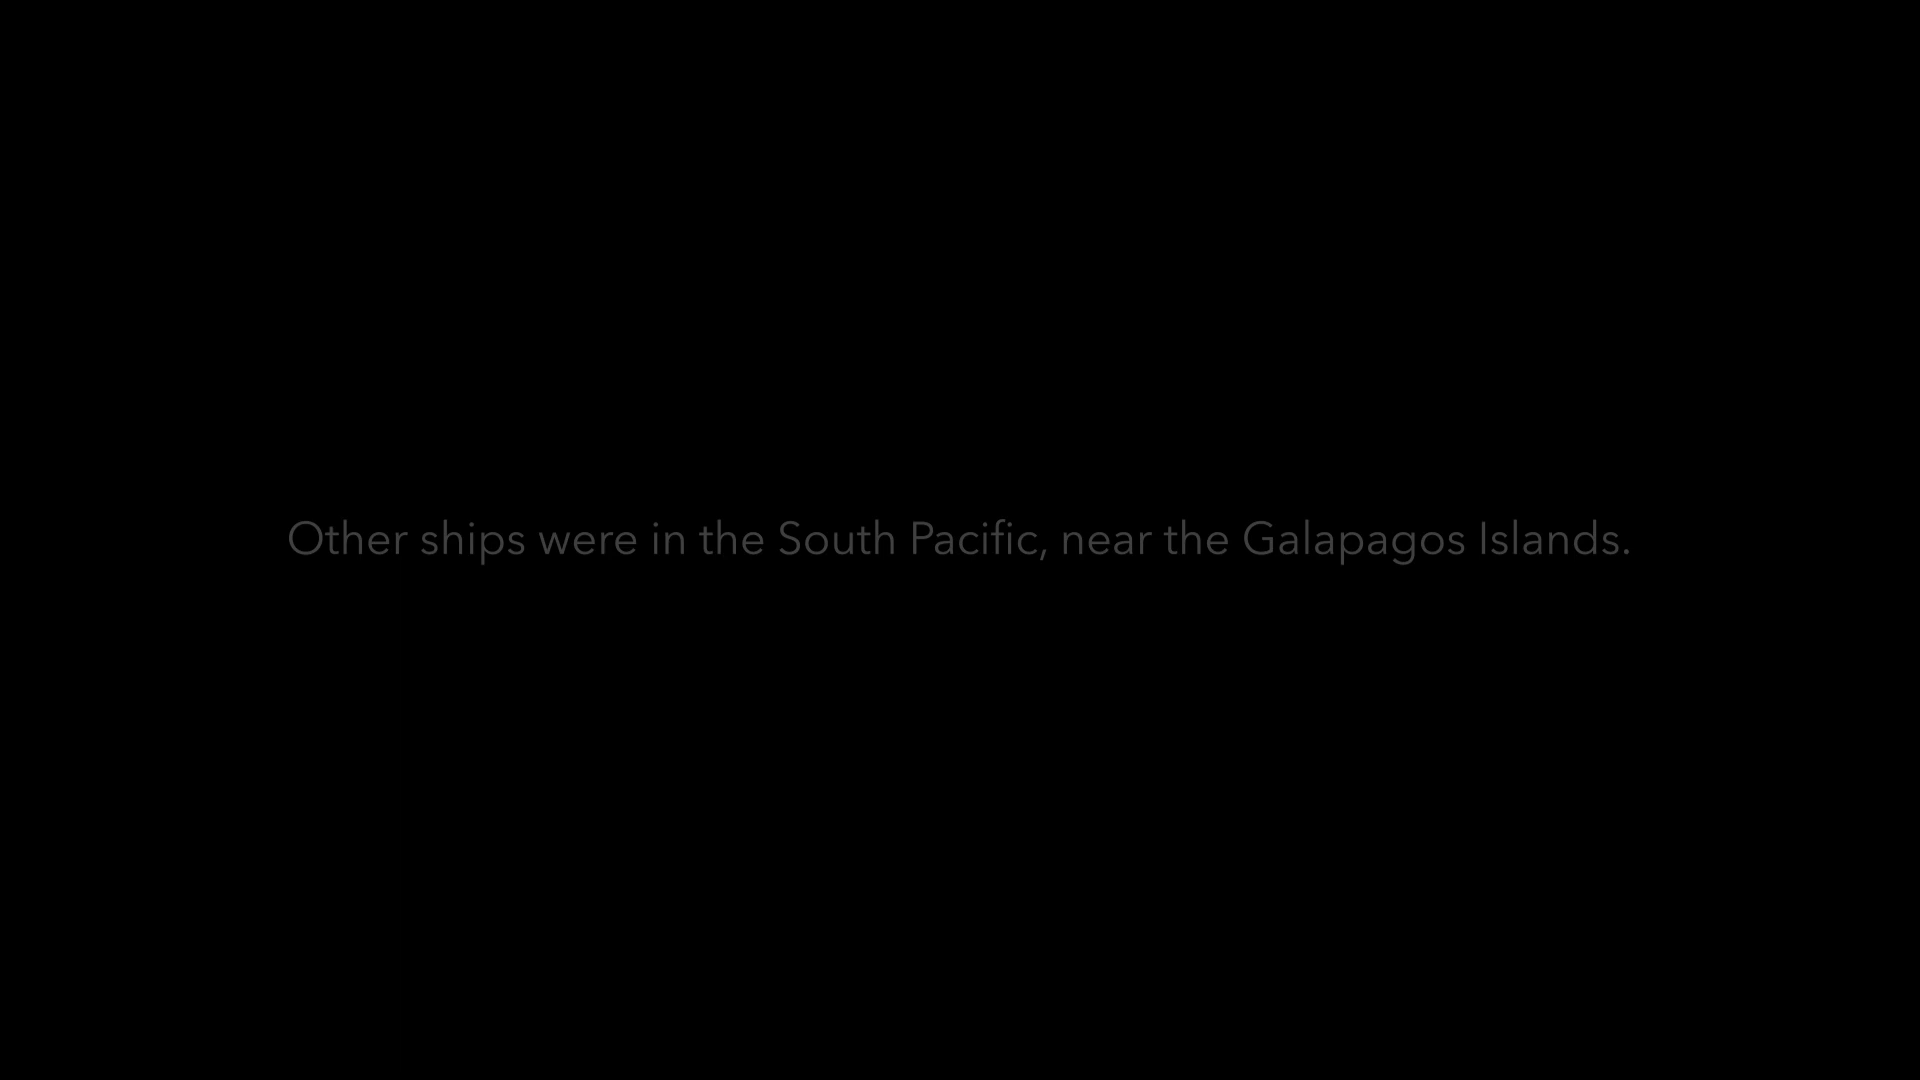 Other ships were in the South Pacific, near the Galapagos Islands.